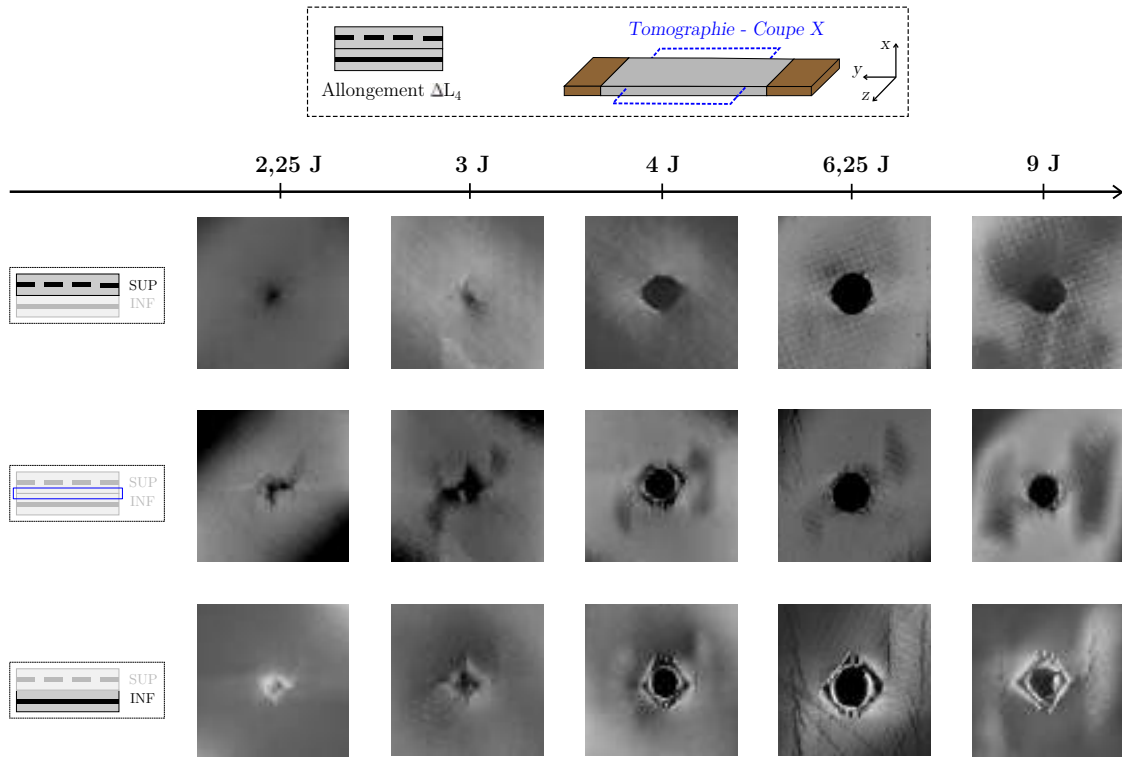 Tomographie - Coupe X
Allongement ΔL₄
x
y
z
2,25 J 3 J 4 J 6,25 J 9 J
SUP
INF
SUP
INF
SUP
INF